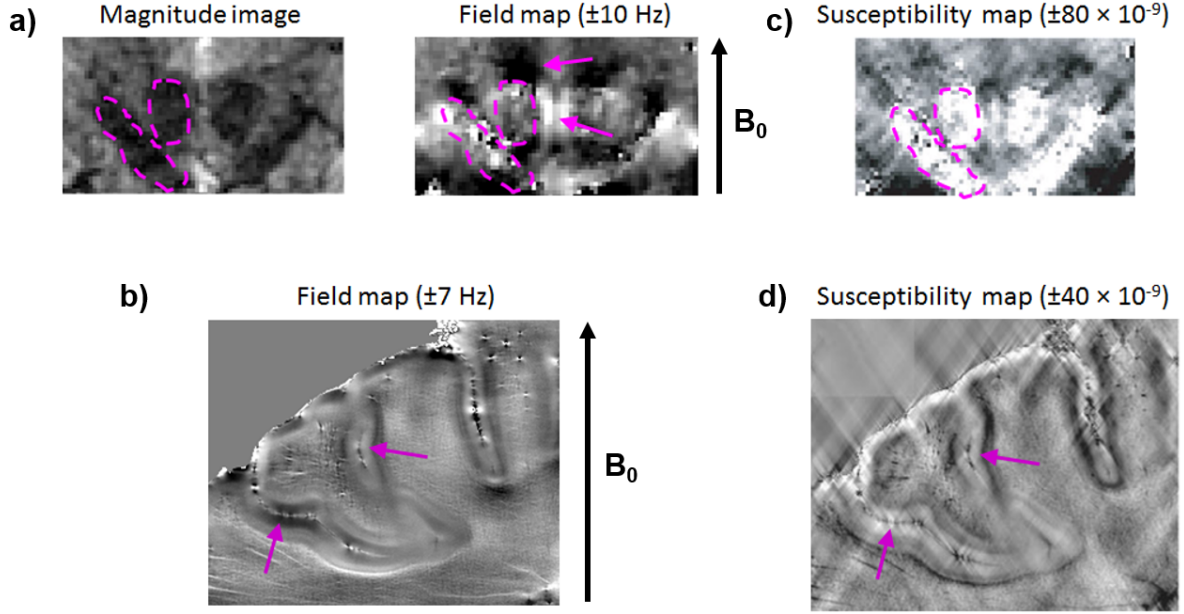 a)
Magnitude image
Field map (±10 Hz)
B₀
c)
Susceptibility map (±80 × 10⁻⁹)
b)
Field map (±7 Hz)
B₀
d)
Susceptibility map (±40 × 10⁻⁹)